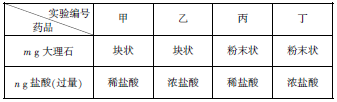 实验编号
药品
甲 乙 丙 丁
m g 大理石 块状 块状 粉末状 粉末状
n g 盐酸(过量) 稀盐酸 浓盐酸 稀盐酸 浓盐酸